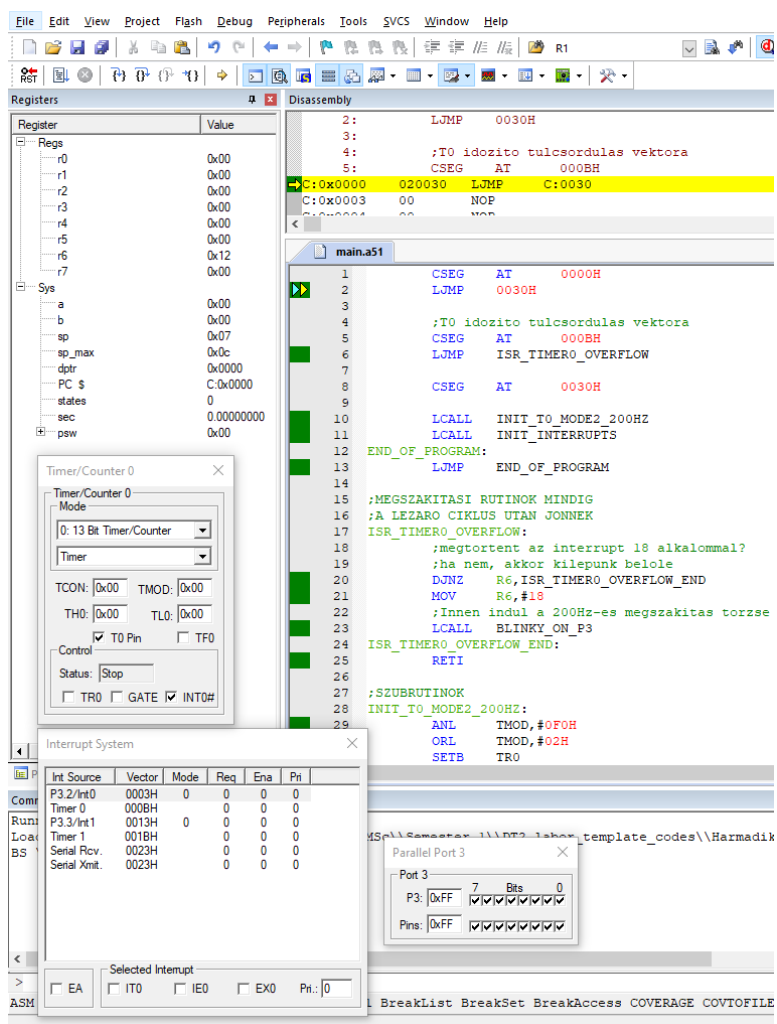 File Edit View Project Flash Debug Peripherals Tools SVCS Window Help
R1
RST
Registers
Register Value
Regs
r0 0x00
r1 0x00
r2 0x00
r3 0x00
r4 0x00
r5 0x00
r6 0x12
r7 0x00
Sys
a 0x00
b 0x00
sp 0x07
sp_max 0x0c
dptr 0x0000
PC $ C:0x0000
states 0
sec 0.00000000
psw 0x00
Disassembly
2: LJMP 0030H
3:
4: ;T0 idozito tulcsordulas vektora
5: CSEG AT 000BH
C:0x0000 020030 LJMP C:0030
C:0x0003 00 NOP
C:0x0004 00 NOP
main.a51
1 CSEG AT 0000H
2 LJMP 0030H
3
4 ;T0 idozito tulcsordulas vektora
5 CSEG AT 000BH
6 LJMP ISR_TIMER0_OVERFLOW
7
8 CSEG AT 0030H
9
10 LCALL INIT_T0_MODE2_200HZ
11 LCALL INIT_INTERRUPTS
12 END_OF_PROGRAM:
13 LJMP END_OF_PROGRAM
14
15 ;MEGSZAKITASI RUTINOK MINDIG
16 ;A LEZARO CIKLUS UTAN JONNEK
17 ISR_TIMER0_OVERFLOW:
18 ;megtortent az interrupt 18 alkalommal?
19 ;ha nem, akkor kilepunk belole
20 DJNZ R6,ISR_TIMER0_OVERFLOW_END
21 MOV R6,#18
22 ;Innen indul a 200Hz-es megszakitas torzse
23 LCALL BLINKY_ON_P3
24 ISR_TIMER0_OVERFLOW_END:
25 RETI
26
27 ;SZUBRUTINOK
28 INIT_T0_MODE2_200HZ:
29 ANL TMOD,#0F0H
ORL TMOD,#02H
SETB TR0
Timer/Counter 0
Timer/Counter 0
Mode
0: 13 Bit Timer/Counter
Timer
TCON: 0x00 TMOD: 0x00
TH0: 0x00 TL0: 0x00
T0 Pin TF0
Control
Status: Stop
TR0 GATE INT0#
Interrupt System
Int Source Vector Mode Req Ena Pri
P3.2/Int0 0003H 0 0 0 0
Timer 0 000BH 0 0 0
P3.3/Int1 0013H 0 0 0 0
Timer 1 001BH 0 0 0
Serial Rcv. 0023H 0 0 0
Serial Xmit. 0023H 0 0 0
Selected Interrupt
EA IT0 IE0 EX0 Pri.: 0
Comm
Runn
Load MSc\\Semester_1\\DT2_labor_template_codes\\Harmadik
BS \
Parallel Port 3
Port 3
7 Bits 0
P3: 0xFF
Pins: 0xFF
>
ASM BreakList BreakSet BreakAccess COVERAGE COVTOFILE